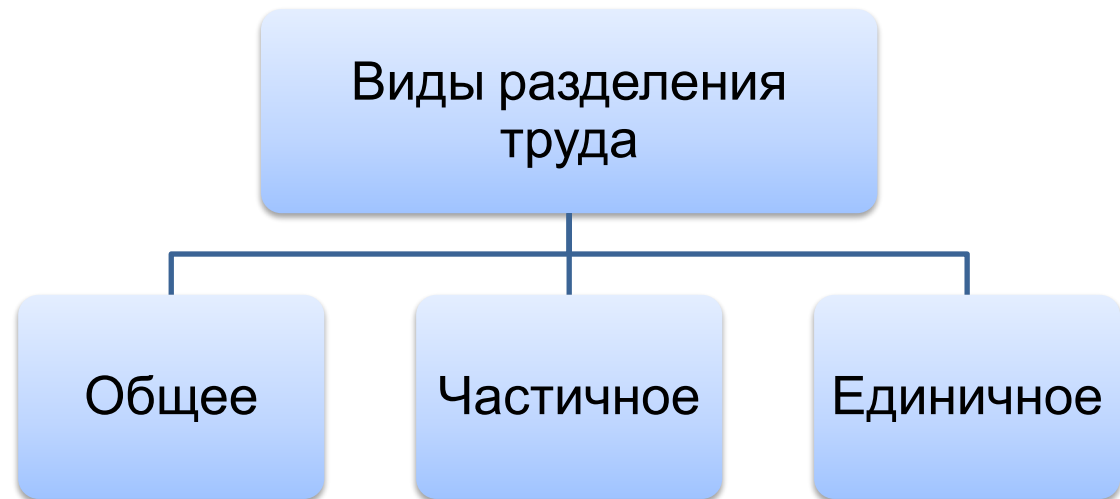 Виды разделения
труда
Общее
Частичное
Единичное